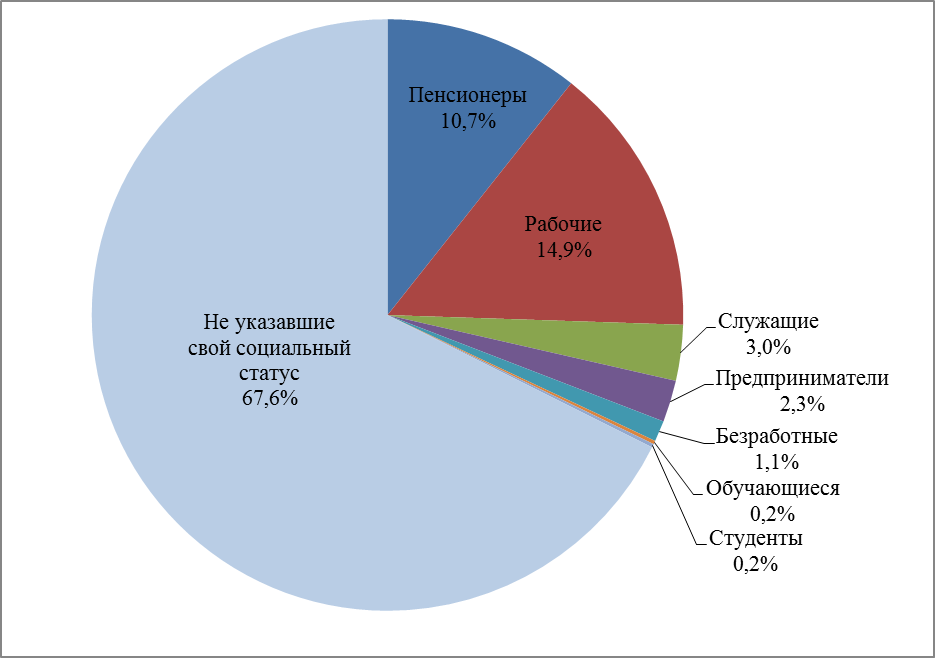 Пенсионеры
10,7%
Рабочие
14,9%
Служащие
3,0%
Предприниматели
2,3%
Безработные
1,1%
Обучающиеся
0,2%
Студенты
0,2%
Не указавшие
свой социальный
статус
67,6%